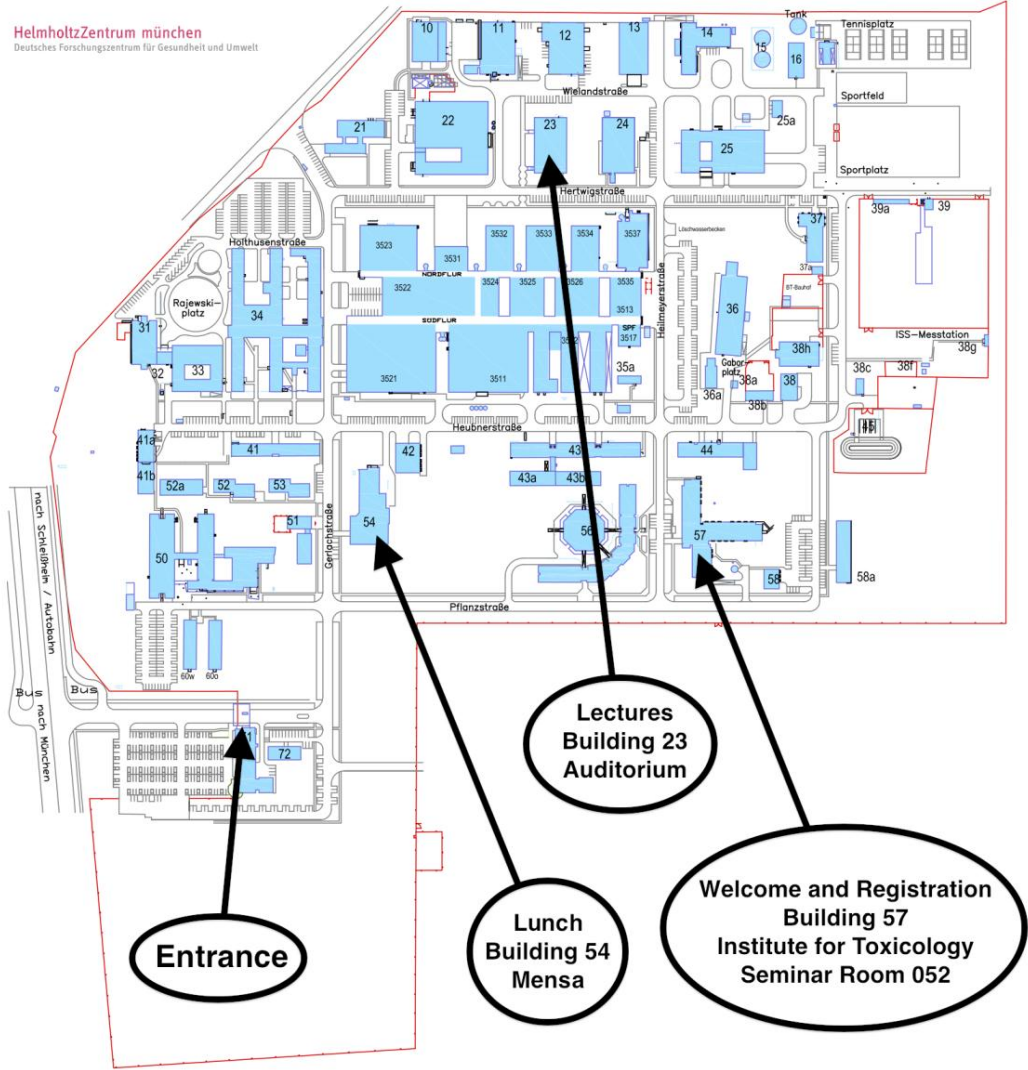 HelmholtzZentrum münchen
Deutsches Forschungszentrum für Gesundheit und Umwelt
10
11
12
13
14
Tank
15
16
Tennisplatz
Sportfeld
Sportplatz
Wielandstraße
21
22
23
24
25
25a
Hertwigstraße
39a
39
37
37a
Löschwasserbecken
BT-Bauhof
Holthusenstraße
3523
3531
3532
3533
3534
3537
NORDFLUR
3522
3524
3525
3526
3535
3513
SÜDFLUR
SPF
3517
3521
3511
35a
Heilmeyerstraße
Rajewski-
platz
31
32
33
34
36
36a
Gabor-
platz
38a
38b
38
38h
ISS-Messtation
38g
38f
38c
45
Heubnerstraße
41a
41b
41
42
43
43a
43b
44
52a
52
53
51
54
56
57
58
58a
50
Gerlachstraße
Pflanzstraße
60w
60o
nach Schleißheim / Autobahn
Bus
Bus
nach München
72
Lectures
Building 23
Auditorium
Entrance
Lunch
Building 54
Mensa
Welcome and Registration
Building 57
Institute for Toxicology
Seminar Room 052